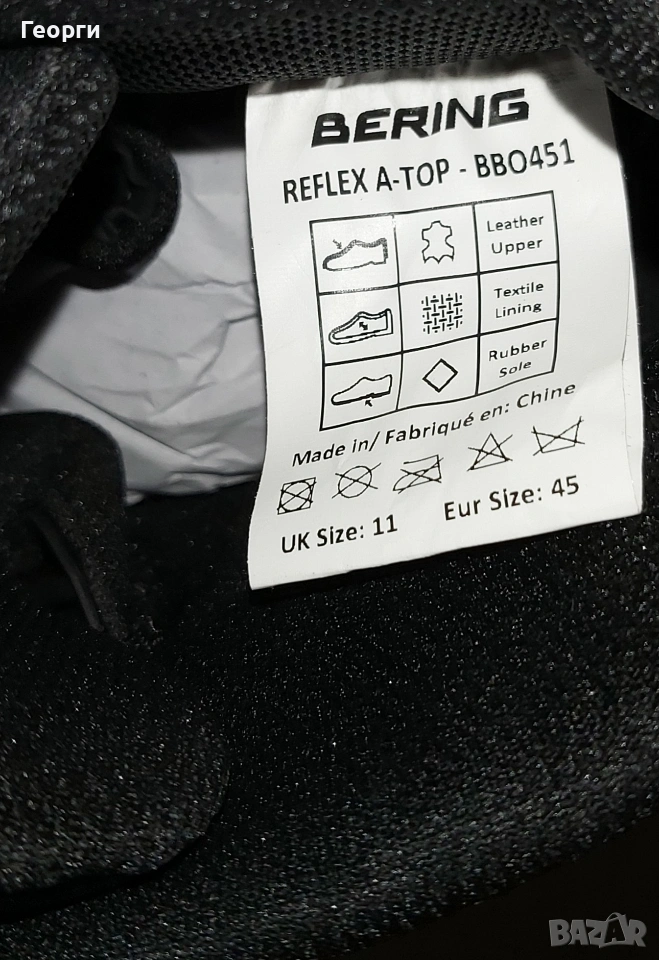 Георги
BERING
REFLEX A-TOP - BBO451
Leather
Upper
Textile
Lining
Rubber
Sole
Made in/ Fabriqué en: Chine
UK Size: 11 Eur Size: 45
BAZAR